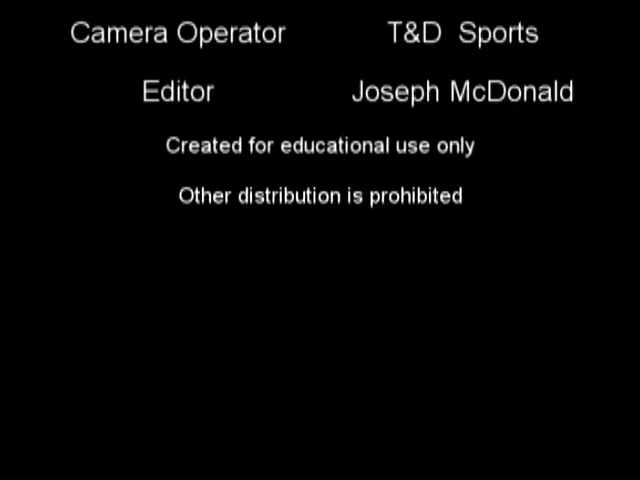 Camera Operator T&D Sports
Editor Joseph McDonald
Created for educational use only
Other distribution is prohibited